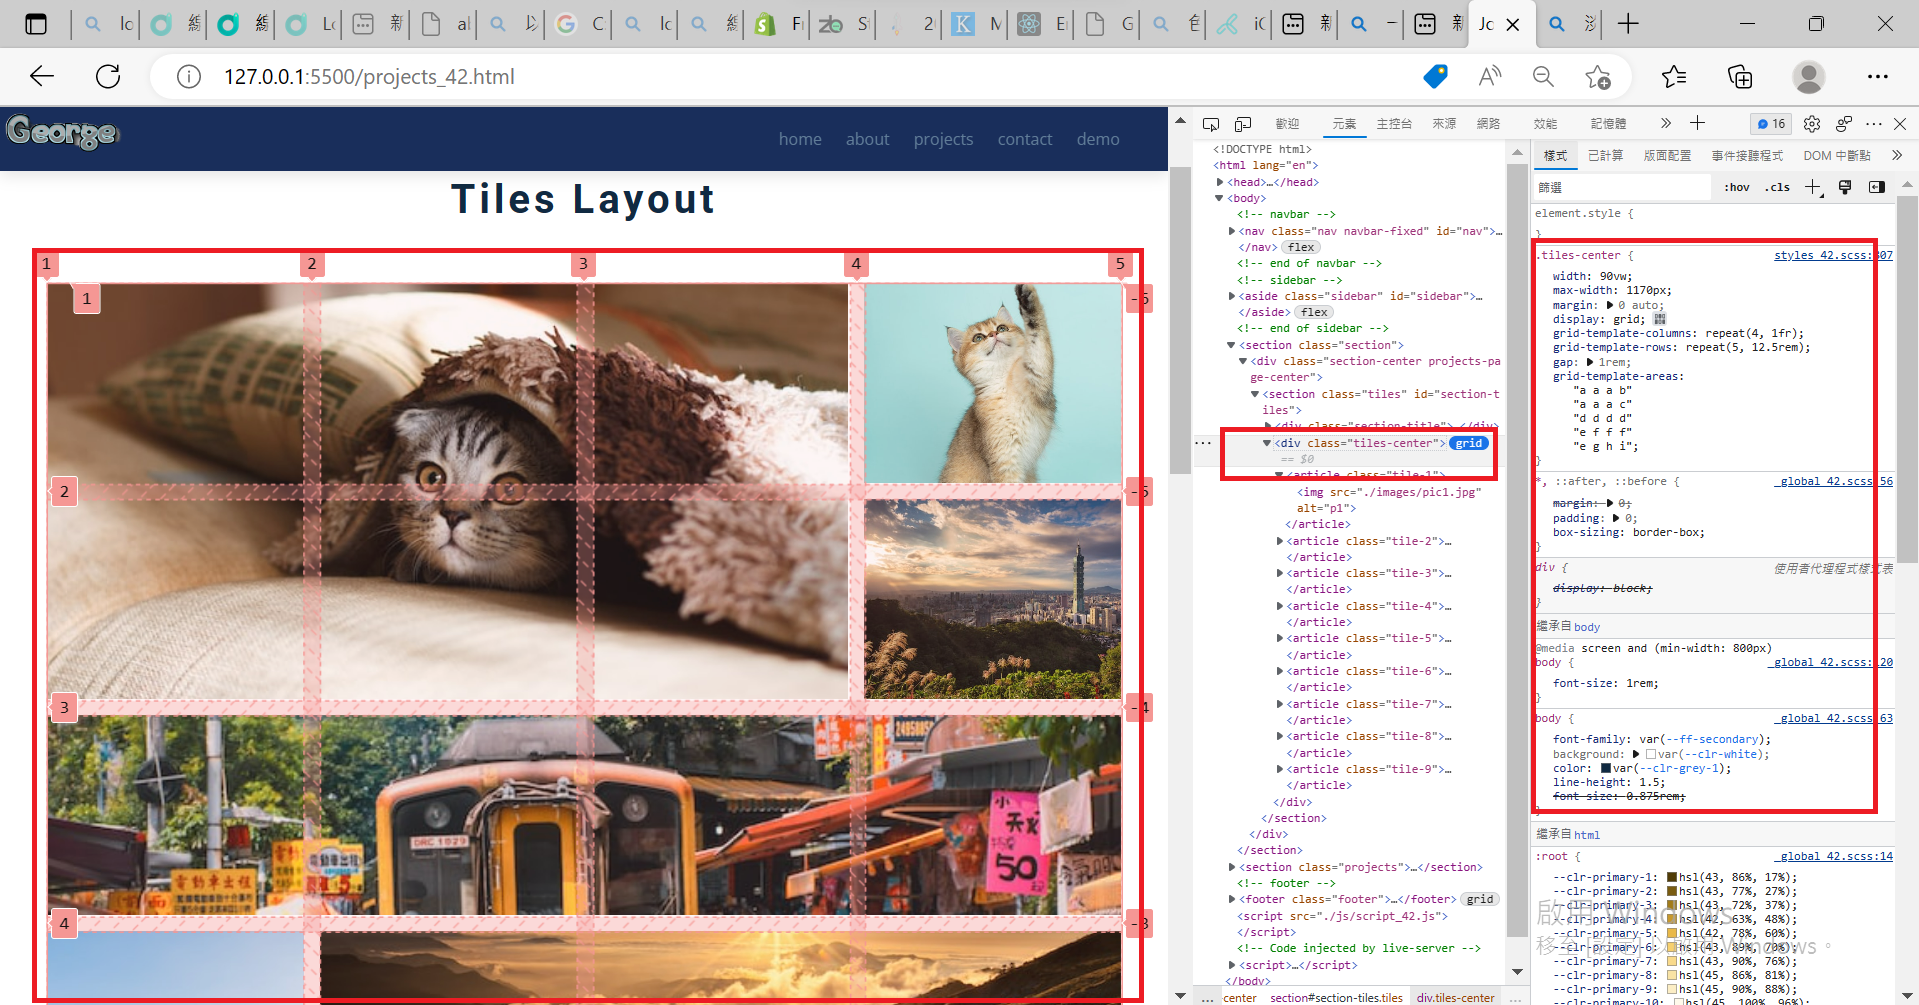 127.0.0.1:5500/projects_42.html
George
home about projects contact demo
Tiles Layout
1 2 3 4 5
1
2
3
4
DRC 1029
50
歡迎 元素 主控台 來源 網路 效能 記憶體
16
<!DOCTYPE html>
<html lang="en">
<head>…</head>
<body>
<!-- navbar -->
<nav class="nav navbar-fixed" id="nav">…
</nav> flex
<!-- end of navbar -->
<!-- sidebar -->
<aside class="sidebar" id="sidebar">…
</aside> flex
<!-- end of sidebar -->
<section class="section">
<div class="section-center projects-pa
ge-center">
<section class="tiles" id="section-t
iles">
<div class="section-title">…</div>
<div class="tiles-center"> grid
== $0
<article class="tile-1">
<img src="./images/pic1.jpg"
alt="p1">
</article>
<article class="tile-2">…
</article>
<article class="tile-3">…
</article>
<article class="tile-4">…
</article>
<article class="tile-5">…
</article>
<article class="tile-6">…
</article>
<article class="tile-7">…
</article>
<article class="tile-8">…
</article>
<article class="tile-9">…
</article>
</div>
</section>
</div>
</section>
<section class="projects">…</section>
<!-- footer -->
<footer class="footer">…</footer> grid
<script src="./js/script_42.js">
</script>
<!-- Code injected by live-server -->
<script>…</script>
</body>
… center section#section-tiles.tiles div.tiles-center …
樣式 已計算 版面配置 事件接聽程式 DOM 中斷點
篩選 :hov .cls
element.style {
}
.tiles-center { styles_42.scss:807
width: 90vw;
max-width: 1170px;
margin: 0 auto;
display: grid;
grid-template-columns: repeat(4, 1fr);
grid-template-rows: repeat(5, 12.5rem);
gap: 1rem;
grid-template-areas:
"a a a b"
"a a a c"
"d d d d"
"e f f f"
"e g h i";
}
*, ::after, ::before { _global_42.scss:56
margin: 0;
padding: 0;
box-sizing: border-box;
}
div { 使用者代理程式樣式表
display: block;
}
繼承自 body
@media screen and (min-width: 800px)
body { _global_42.scss:120
font-size: 1rem;
}
body { _global_42.scss:63
font-family: var(--ff-secondary);
background: var(--clr-white);
color: var(--clr-grey-1);
line-height: 1.5;
font-size: 0.875rem;
}
繼承自 html
:root { _global_42.scss:14
--clr-primary-1: hsl(43, 86%, 17%);
--clr-primary-2: hsl(43, 77%, 27%);
--clr-primary-3: hsl(43, 72%, 37%);
--clr-primary-4: hsl(42, 63%, 48%);
--clr-primary-5: hsl(42, 78%, 60%);
--clr-primary-6: hsl(43, 89%, 70%);
--clr-primary-7: hsl(43, 90%, 76%);
--clr-primary-8: hsl(45, 86%, 81%);
--clr-primary-9: hsl(45, 90%, 88%);
--clr-primary-10: hsl(45, 100%, 96%);
啟用 Windows
移至 [設定] 以啟用 Windows。